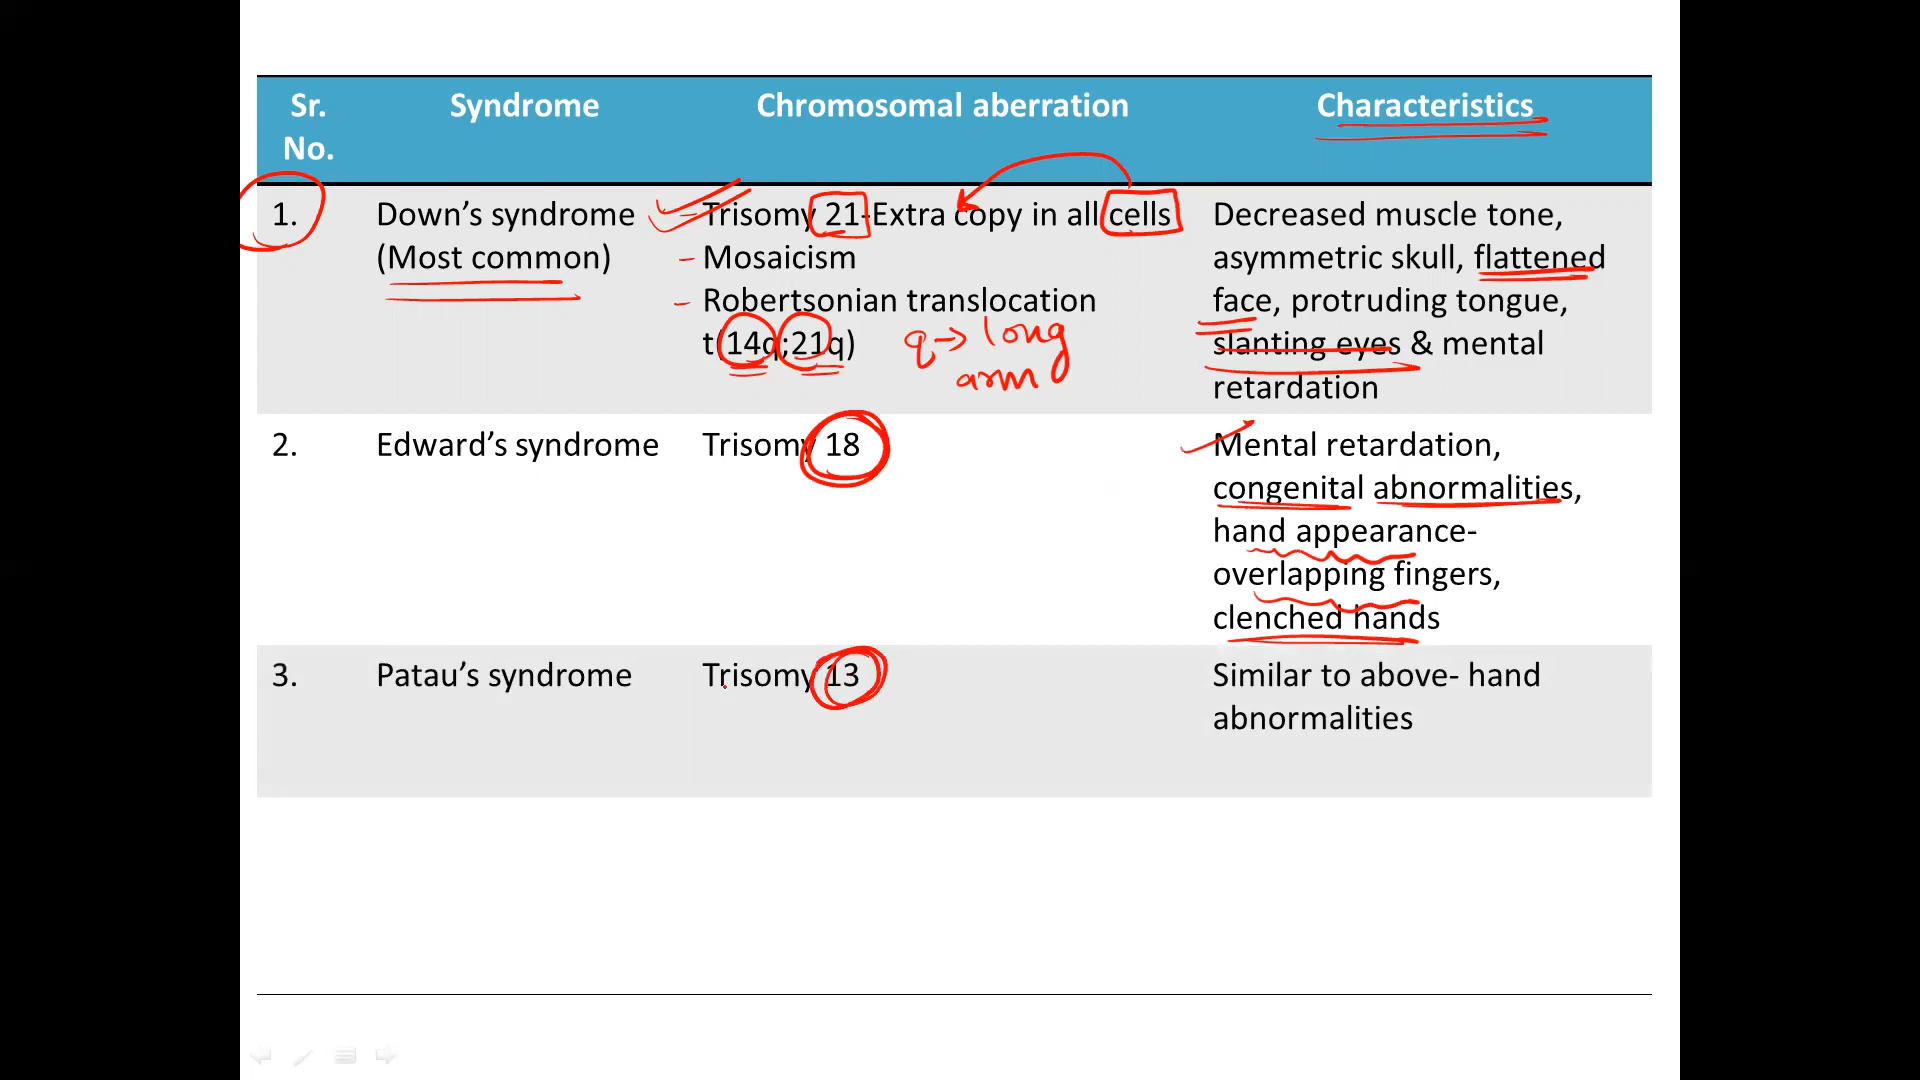 Sr. No.
Syndrome
Chromosomal aberration
Characteristics
1.
Down’s syndrome
(Most common)
Trisomy 21-Extra copy in all cells
- Mosaicism
- Robertsonian translocation
t(14q;21q)
q→ long
arm
Decreased muscle tone,
asymmetric skull, flattened
face, protruding tongue,
slanting eyes & mental
retardation
2.
Edward’s syndrome
Trisomy 18
Mental retardation,
congenital abnormalities,
hand appearance-
overlapping fingers,
clenched hands
3.
Patau’s syndrome
Trisomy 13
Similar to above- hand
abnormalities